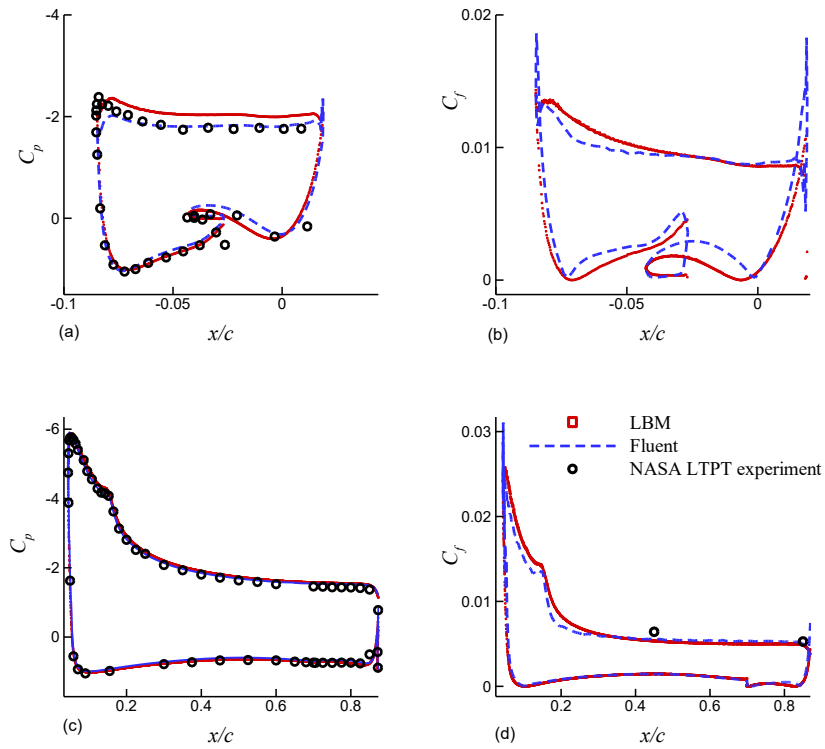 -4
-2
0
C_p
-0.1
-0.05
0
(a)
x/c
0.02
0.01
0
C_f
-0.1
-0.05
0
(b)
x/c
-6
-4
-2
0
C_p
0.2
0.4
0.6
0.8
(c)
x/c
0.03
0.02
0.01
0
C_f
LBM
Fluent
NASA LTPT experiment
0.2
0.4
0.6
0.8
(d)
x/c